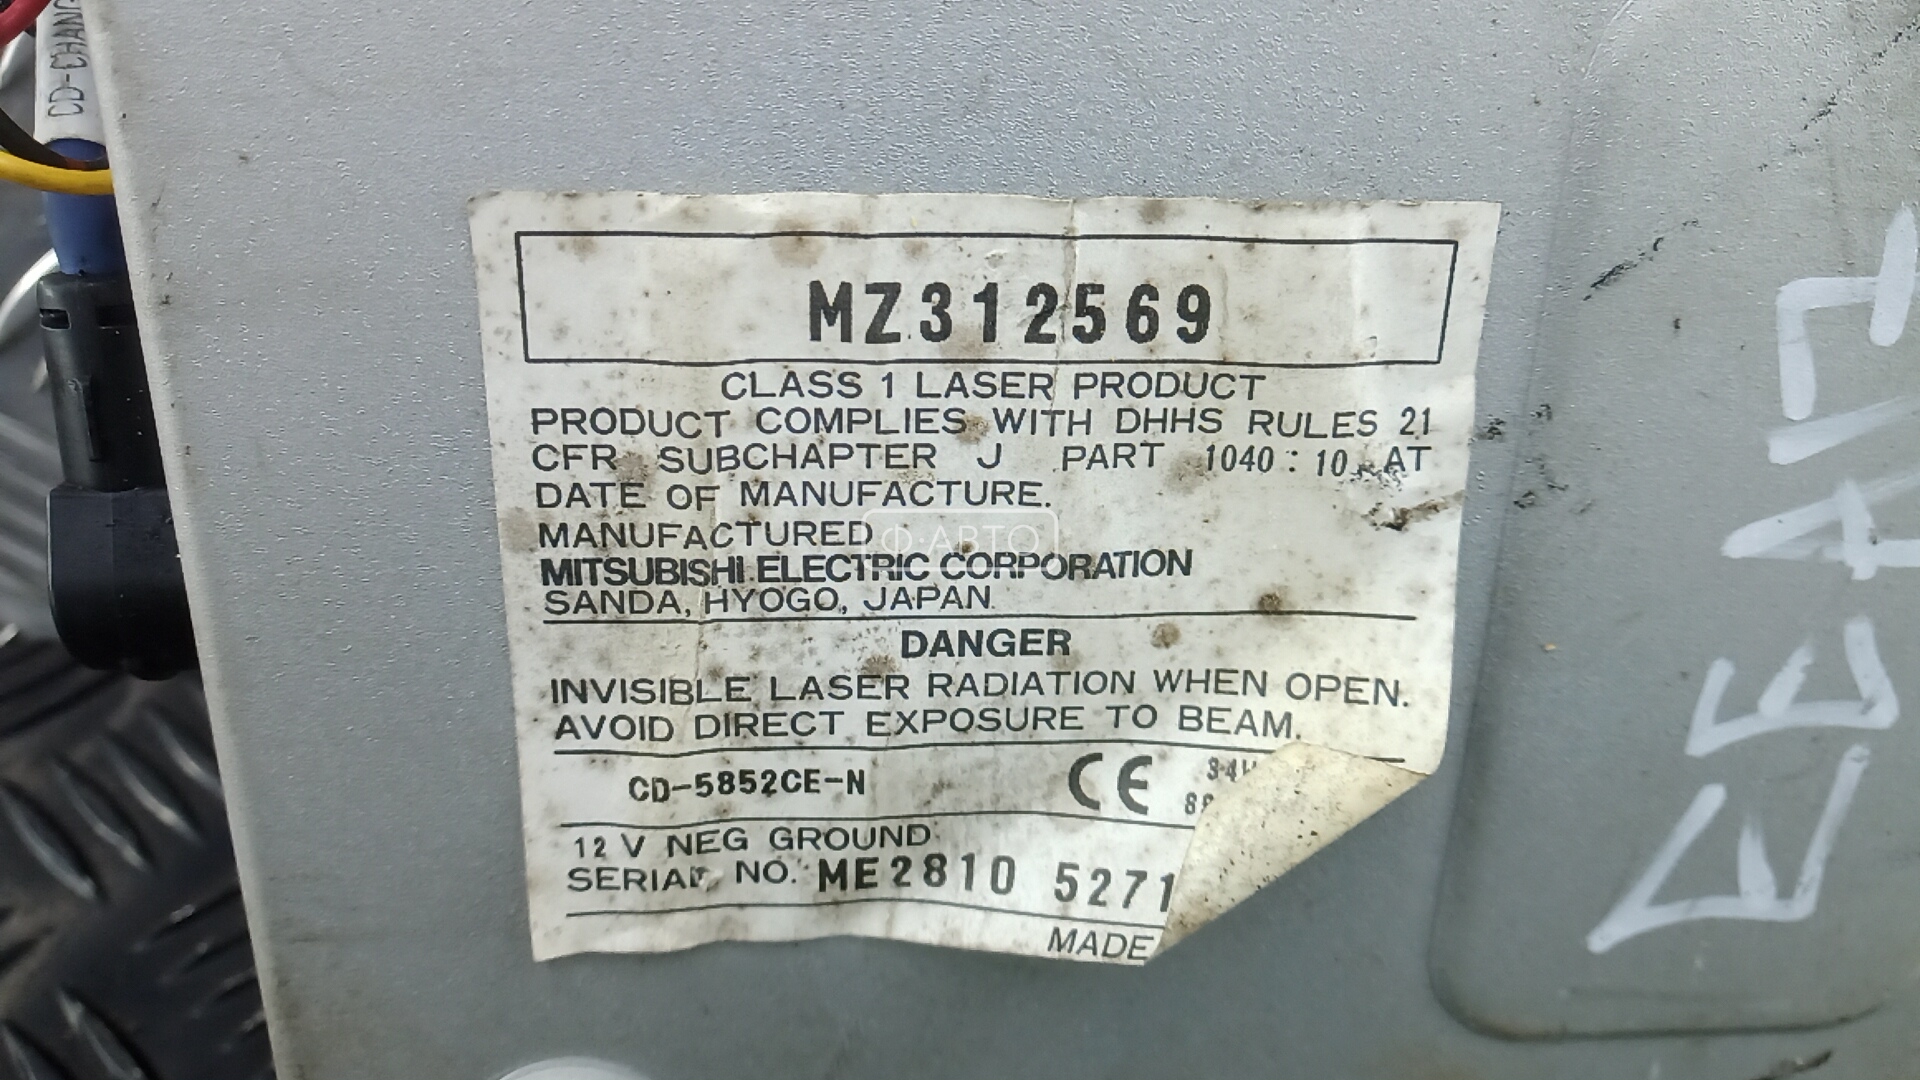 MZ312569
CLASS 1 LASER PRODUCT
PRODUCT COMPLIES WITH DHHS RULES 21
CFR SUBCHAPTER J PART 1040:10 AT
DATE OF MANUFACTURE.
MANUFACTURED
Ф·АВТО
MITSUBISHI ELECTRIC CORPORATION
SANDA, HYOGO, JAPAN.
DANGER
INVISIBLE LASER RADIATION WHEN OPEN.
AVOID DIRECT EXPOSURE TO BEAM.
CD-5852CE-N CE
12 V NEG GROUND
SERIAL NO. ME2810 5271
MADE